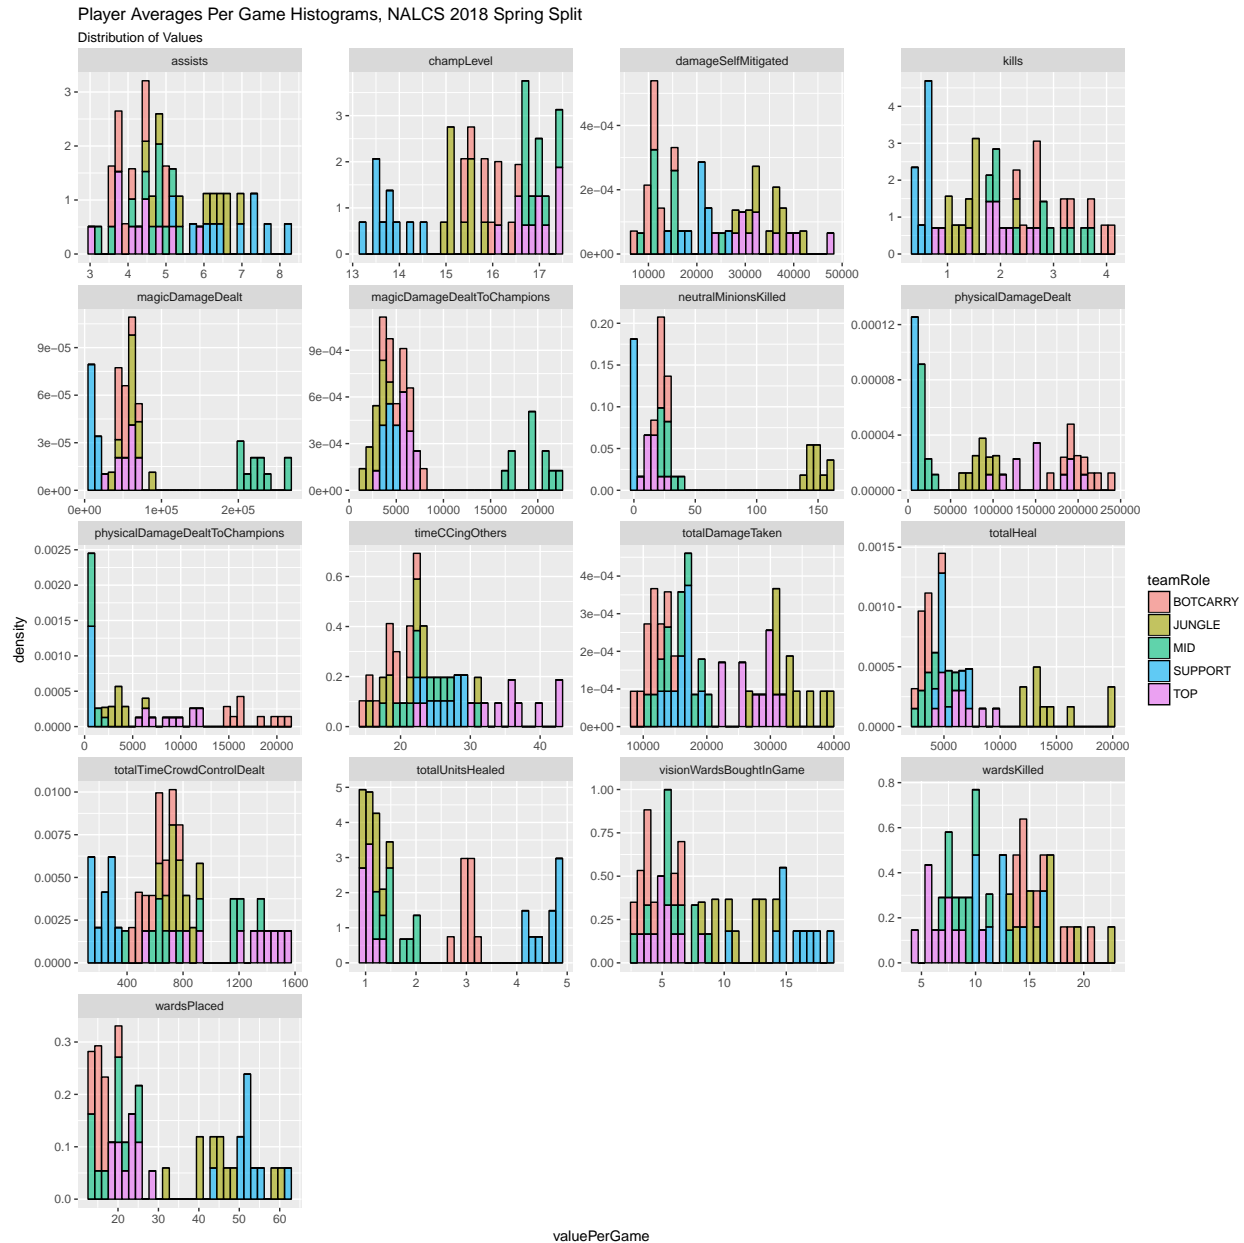 Player Averages Per Game Histograms, NALCS 2018 Spring Split
Distribution of Values
assists
champLevel
damageSelfMitigated
kills
3
2
1
0
3 4 5 6 7 8
3
2
1
0
13 14 15 16 17
4e−04
2e−04
0e+00
10000 20000 30000 40000 50000
4
3
2
1
0
1 2 3 4
magicDamageDealt
magicDamageDealtToChampions
neutralMinionsKilled
physicalDamageDealt
9e−05
6e−05
3e−05
0e+00
0e+00 1e+05 2e+05
9e−04
6e−04
3e−04
0e+00
0 5000 10000 15000 20000
0.20
0.15
0.10
0.05
0.00
0 50 100 150
0.00012
0.00008
0.00004
0.00000
0 50000 100000 150000 200000 250000
physicalDamageDealtToChampions
timeCCingOthers
totalDamageTaken
totalHeal
0.0025
0.0020
0.0015
0.0010
0.0005
0.0000
0 5000 10000 15000 20000
0.6
0.4
0.2
0.0
20 30 40
4e−04
3e−04
2e−04
1e−04
0e+00
10000 20000 30000 40000
0.0015
0.0010
0.0005
0.0000
5000 10000 15000 20000
totalTimeCrowdControlDealt
totalUnitsHealed
visionWardsBoughtInGame
wardsKilled
0.0100
0.0075
0.0050
0.0025
0.0000
400 800 1200 1600
5
4
3
2
1
0
1 2 3 4 5
1.00
0.75
0.50
0.25
0.00
5 10 15
0.8
0.6
0.4
0.2
0.0
5 10 15 20
wardsPlaced
0.3
0.2
0.1
0.0
20 30 40 50 60
density
valuePerGame
teamRole
BOTCARRY
JUNGLE
MID
SUPPORT
TOP